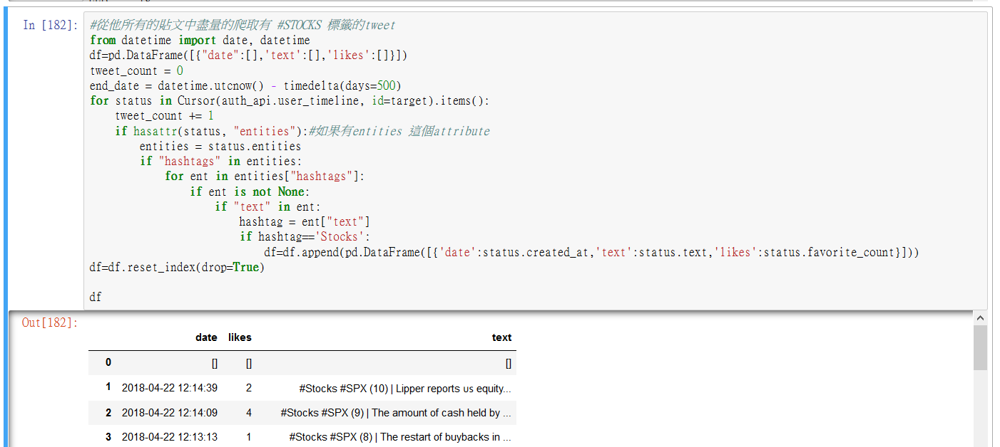 In [182]:
#從他所有的貼文中盡量的爬取有 #STOCKS 標籤的tweet
from datetime import date, datetime
df=pd.DataFrame([{"date":[],'text':[],'likes':[]}])
tweet_count = 0
end_date = datetime.utcnow() - timedelta(days=500)
for status in Cursor(auth_api.user_timeline, id=target).items():
    tweet_count += 1
    if hasattr(status, "entities"):#如果有entities 這個attribute
        entities = status.entities
        if "hashtags" in entities:
            for ent in entities["hashtags"]:
                if ent is not None:
                    if "text" in ent:
                        hashtag = ent["text"]
                        if hashtag=='Stocks':
                            df=df.append(pd.DataFrame([{'date':status.created_at,'text':status.text,'likes':status.favorite_count}]))
df=df.reset_index(drop=True)
df
Out[182]:
date likes text
0 [] [] []
1 2018-04-22 12:14:39 2 #Stocks #SPX (10) | Lipper reports us equity...
2 2018-04-22 12:14:09 4 #Stocks #SPX (9) | The amount of cash held by ...
3 2018-04-22 12:13:13 1 #Stocks #SPX (8) | The restart of buybacks in ...